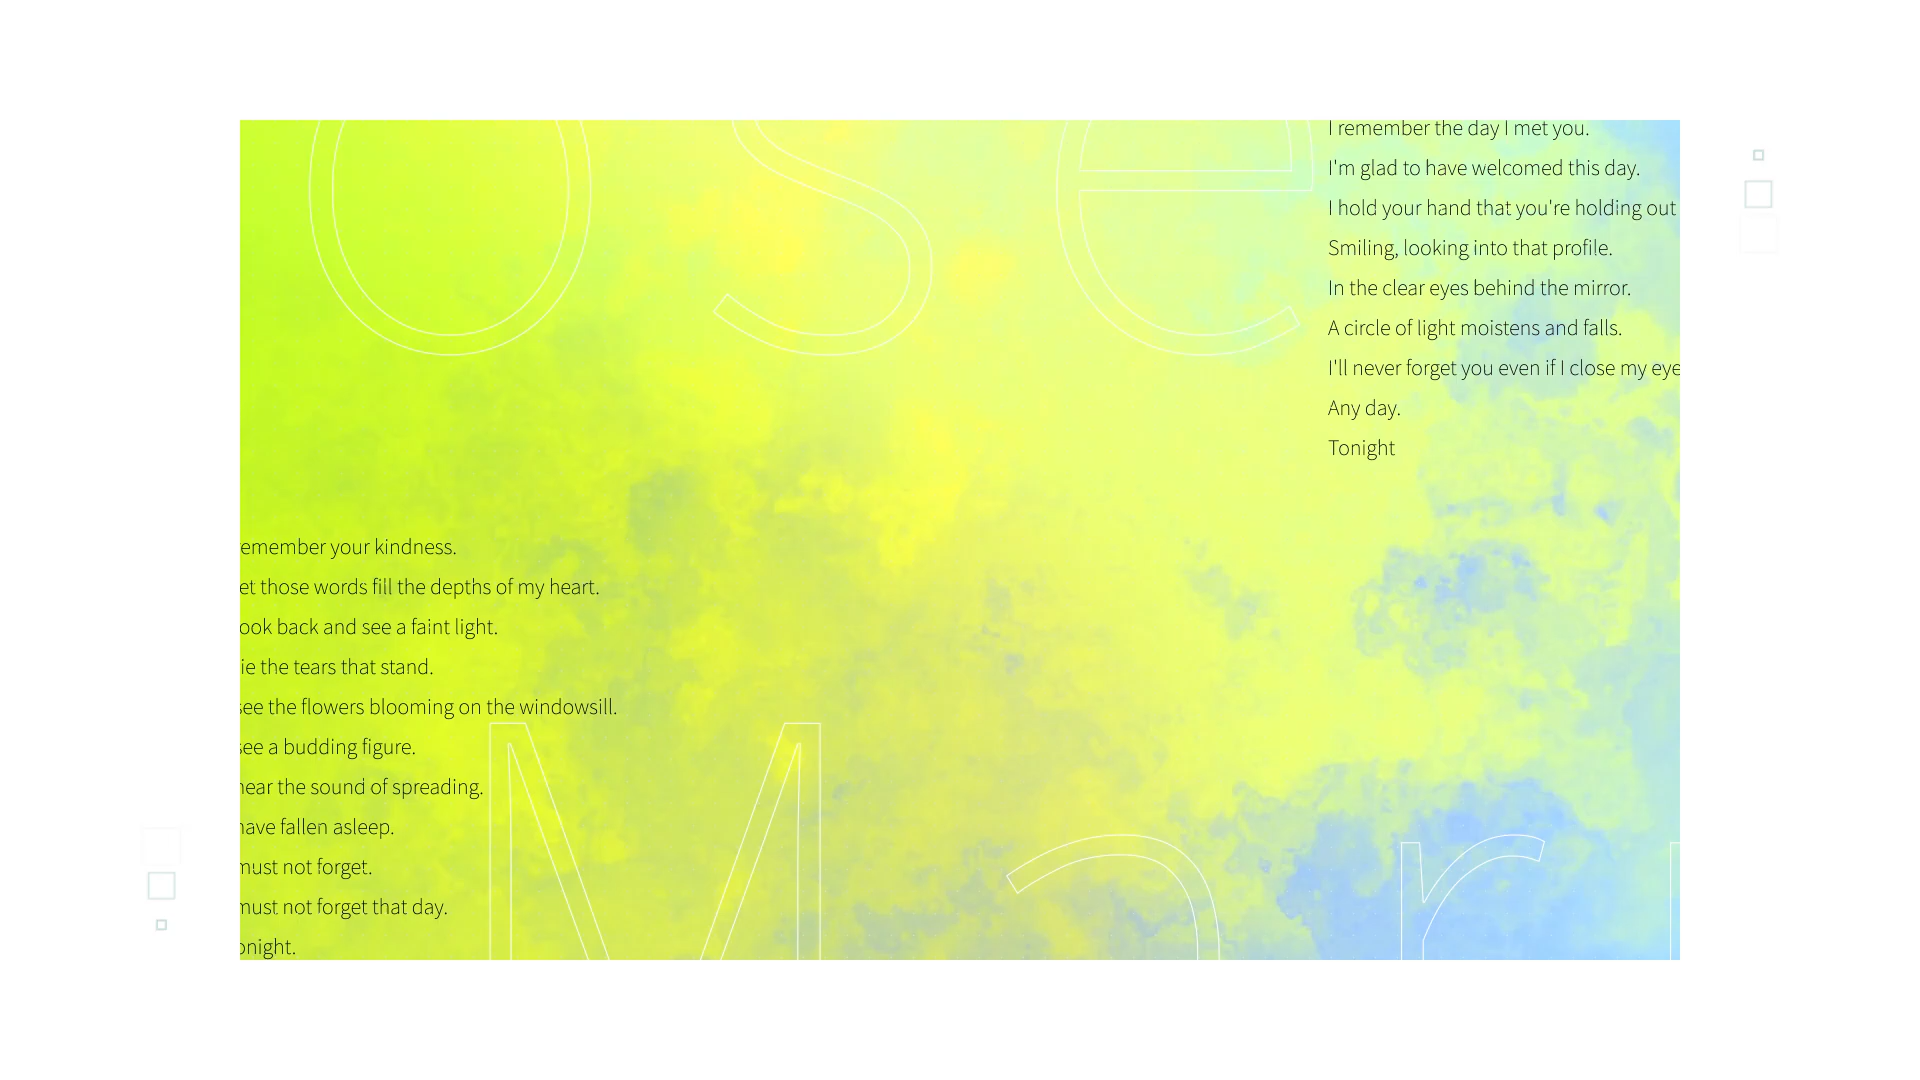 ose
I remember the day I met you.
I'm glad to have welcomed this day.
I hold your hand that you're holding out
Smiling, looking into that profile.
In the clear eyes behind the mirror.
A circle of light moistens and falls.
I'll never forget you even if I close my eye
Any day.
Tonight
emember your kindness.
et those words fill the depths of my heart.
ook back and see a faint light.
ie the tears that stand.
see the flowers blooming on the windowsill.
see a budding figure.
hear the sound of spreading.
have fallen asleep.
must not forget.
must not forget that day.
onight.
Mar